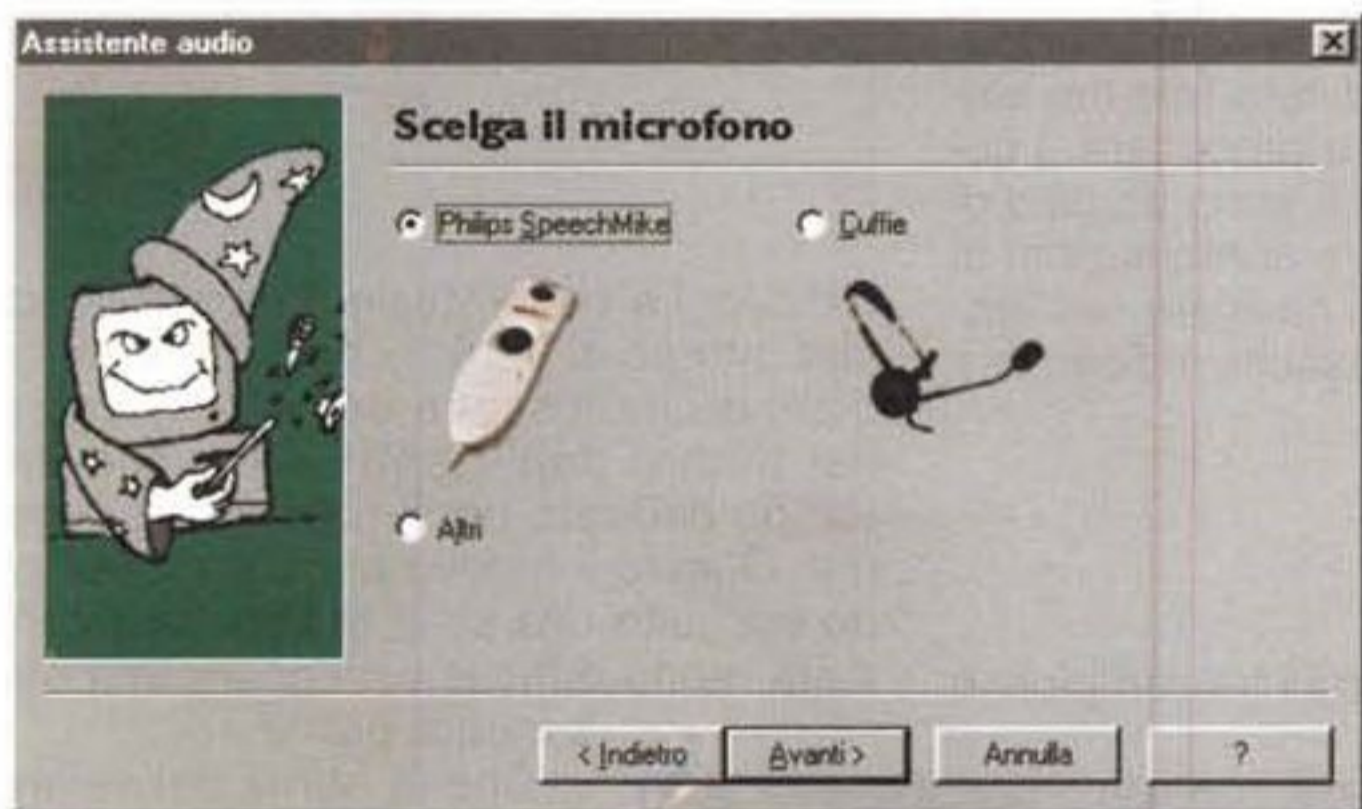 Assistente audio
Scelga il microfono
Philips SpeechMike
Cuffie
Altri
< Indietro
Avanti >
Annulla
?